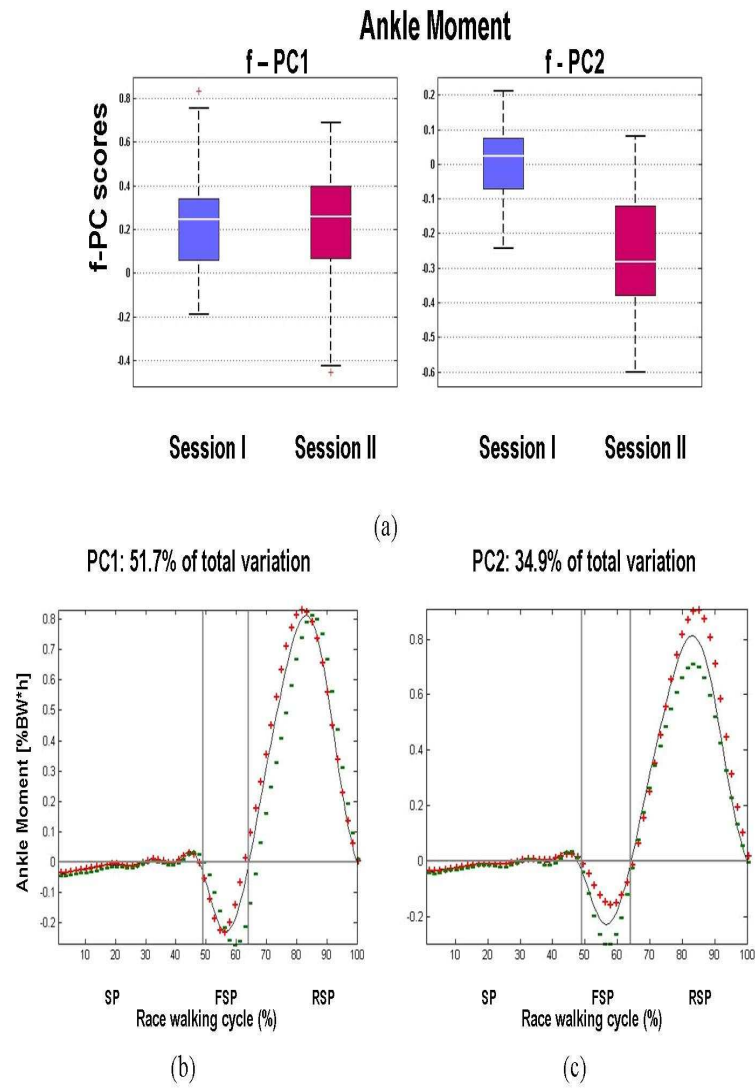 Ankle Moment
f – PC1 f - PC2
f-PC scores
0.8
0.6
0.4
0.2
0
-0.2
-0.4
0.2
0.1
0
-0.1
-0.2
-0.3
-0.4
-0.5
-0.6
Session I Session II Session I Session II
(a)
PC1: 51.7% of total variation PC2: 34.9% of total variation
Ankle Moment [%BW*h]
0.8
0.7
0.6
0.5
0.4
0.3
0.2
0.1
0
-0.1
-0.2
10 20 30 40 50 60 70 80 90 100
SP FSP RSP
Race walking cycle (%)
(b)
0.8
0.6
0.4
0.2
0
-0.2
10 20 30 40 50 60 70 80 90 100
SP FSP RSP
Race walking cycle (%)
(c)